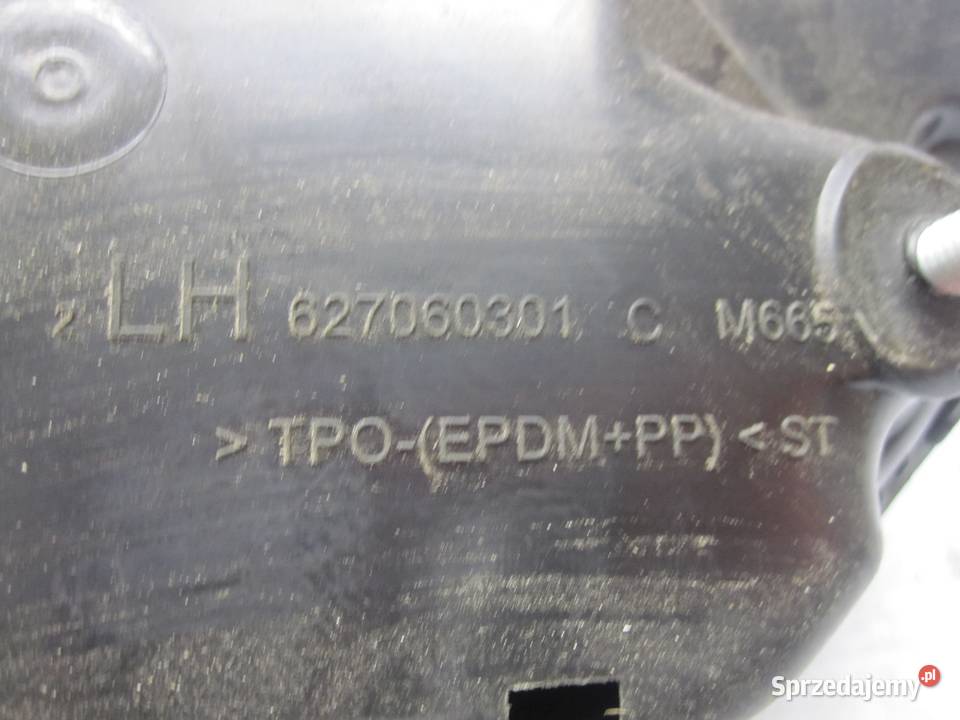 2 LH 627060301 C M665
> TPO-(EPDM+PP) < ST
Sprzedajemy.pl